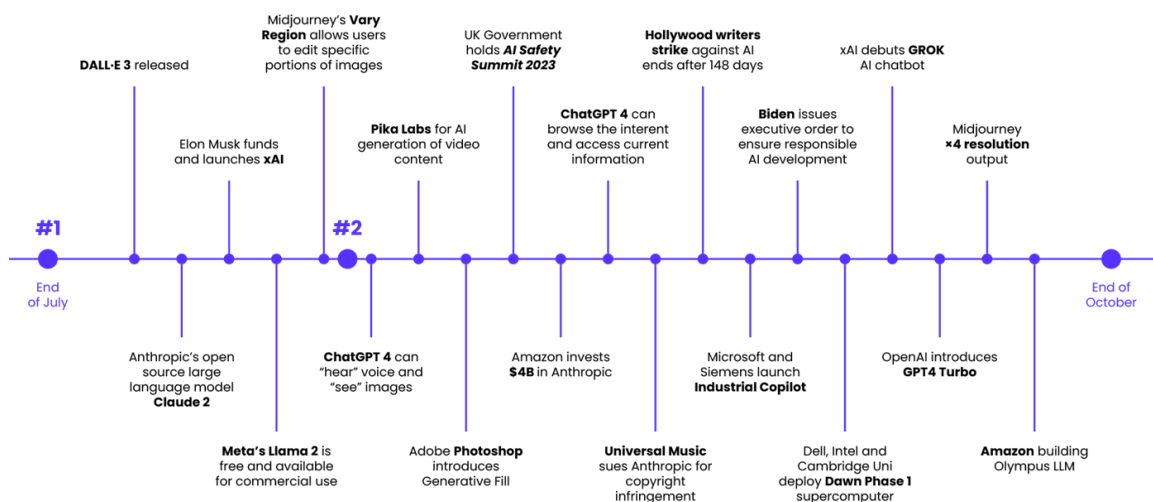 DALL·E 3 released
Midjourney's Vary
Region allows users
to edit specific
portions of images
UK Government
holds AI Safety
Summit 2023
Hollywood writers
strike against AI
ends after 148 days
xAI debuts GROK
AI chatbot
Elon Musk funds
and launches xAI
Pika Labs for AI
generation of video
content
ChatGPT 4 can
browse the interent
and access current
information
Biden issues
executive order to
ensure responsible
AI development
Midjourney
×4 resolution
output
#1
#2
End
of July
End of
October
Anthropic's open
source large
language model
Claude 2
ChatGPT 4 can
“hear” voice and
“see” images
Amazon invests
$4B in Anthropic
Microsoft and
Siemens launch
Industrial Copilot
OpenAI introduces
GPT4 Turbo
Meta's Llama 2 is
free and available
for commercial use
Adobe Photoshop
introduces
Generative Fill
Universal Music
sues Anthropic for
copyright
infringement
Dell, Intel and
Cambridge Uni
deploy Dawn Phase 1
supercomputer
Amazon building
Olympus LLM